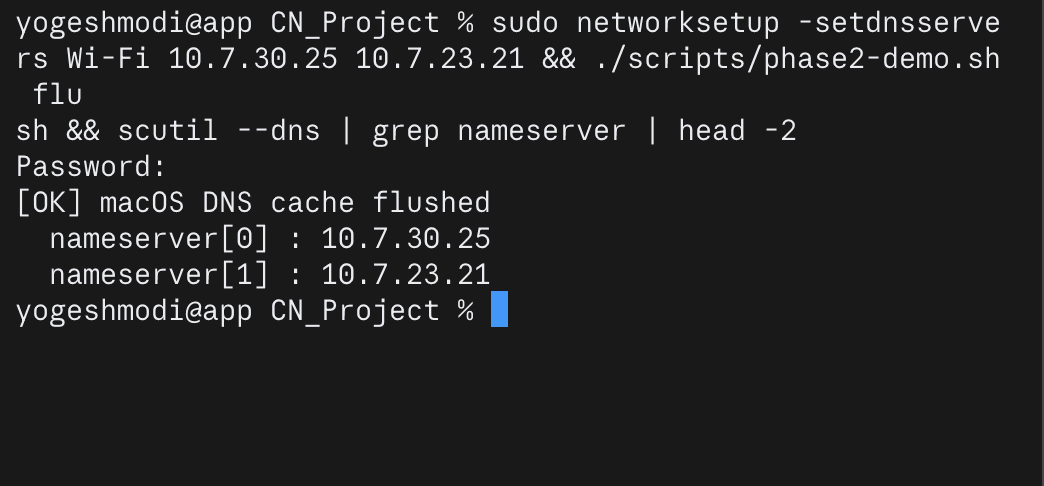 yogeshmodi@app CN_Project % sudo networksetup -setdnsserve
rs Wi-Fi 10.7.30.25 10.7.23.21 && ./scripts/phase2-demo.sh
 flu
sh && scutil --dns | grep nameserver | head -2
Password:
[OK] macOS DNS cache flushed
  nameserver[0] : 10.7.30.25
  nameserver[1] : 10.7.23.21
yogeshmodi@app CN_Project %